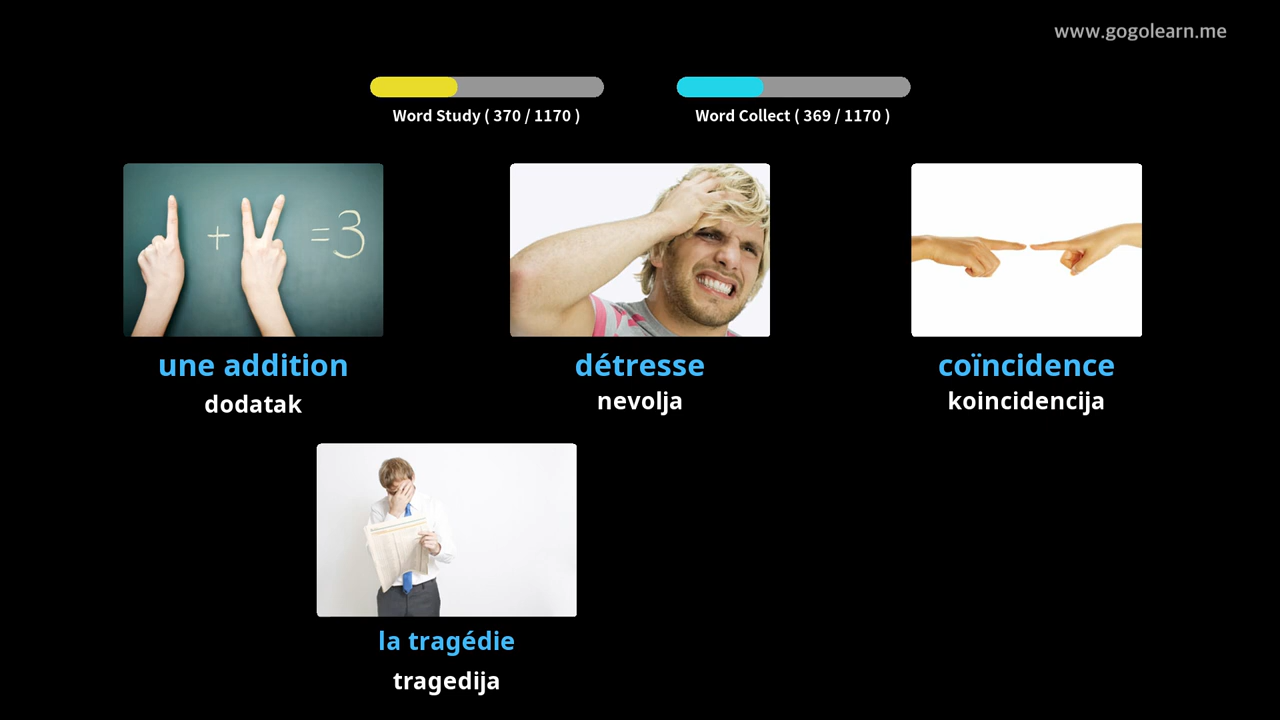 www.gogolearn.me
Word Study ( 370 / 1170 )
Word Collect ( 369 / 1170 )
+ = 3
une addition
dodatak
détresse
nevolja
coïncidence
koincidencija
la tragédie
tragedija